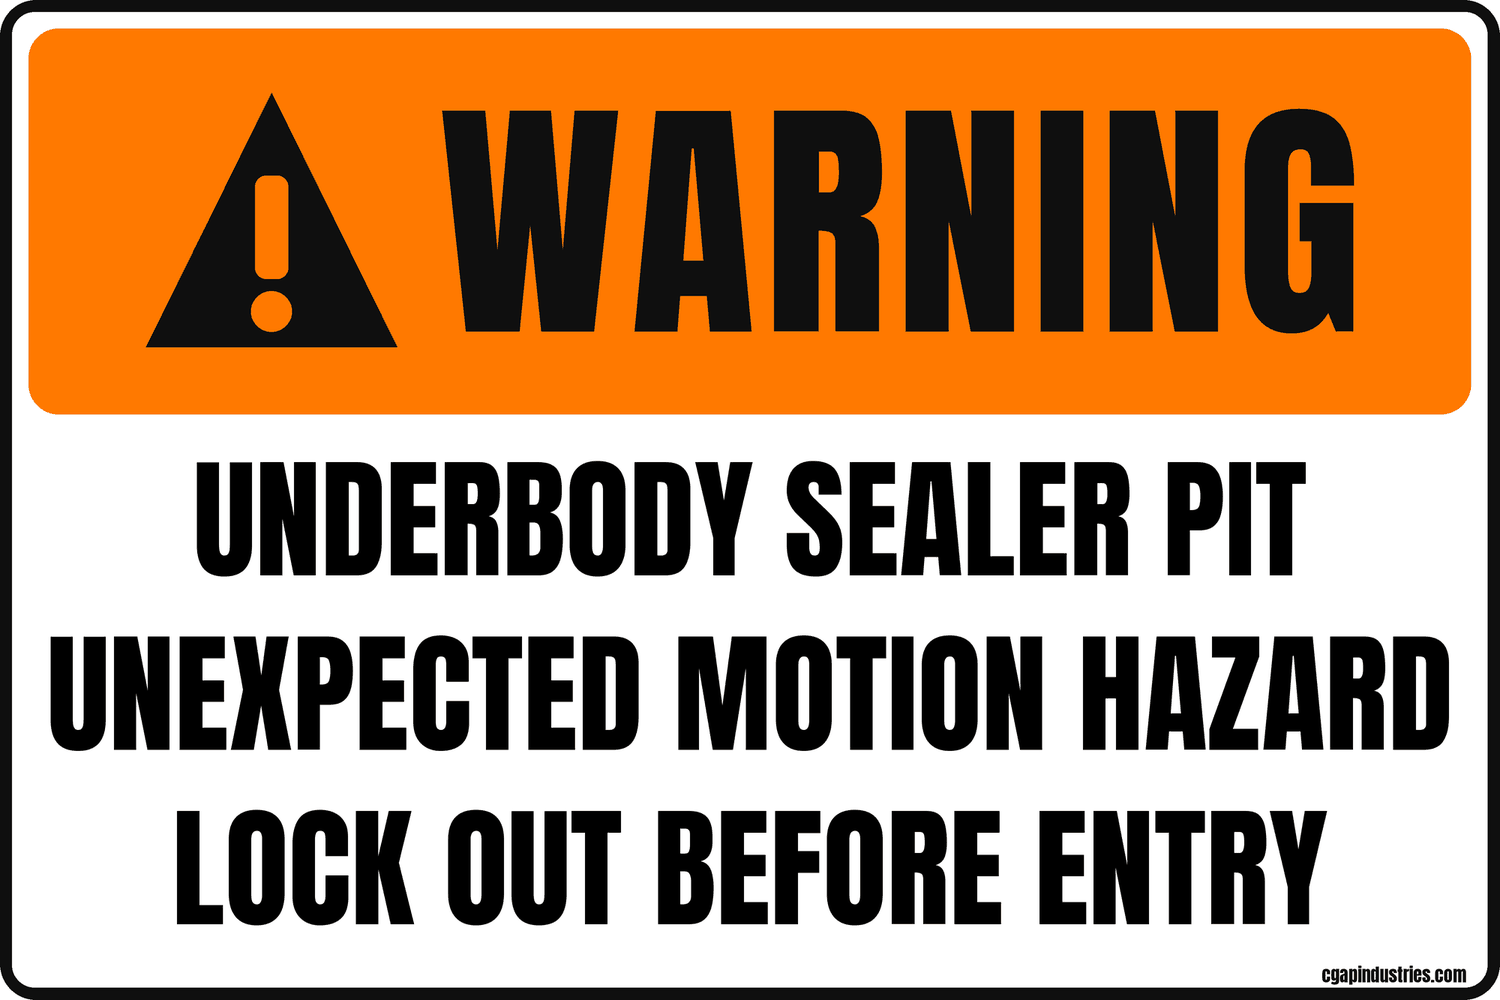 WARNING
UNDERBODY SEALER PIT
UNEXPECTED MOTION HAZARD
LOCK OUT BEFORE ENTRY
cgapindustries.com